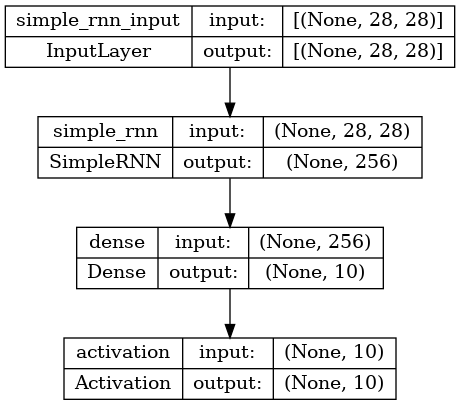 simple_rnn_input input: [(None, 28, 28)]
InputLayer output: [(None, 28, 28)]
simple_rnn input: (None, 28, 28)
SimpleRNN output: (None, 256)
dense input: (None, 256)
Dense output: (None, 10)
activation input: (None, 10)
Activation output: (None, 10)